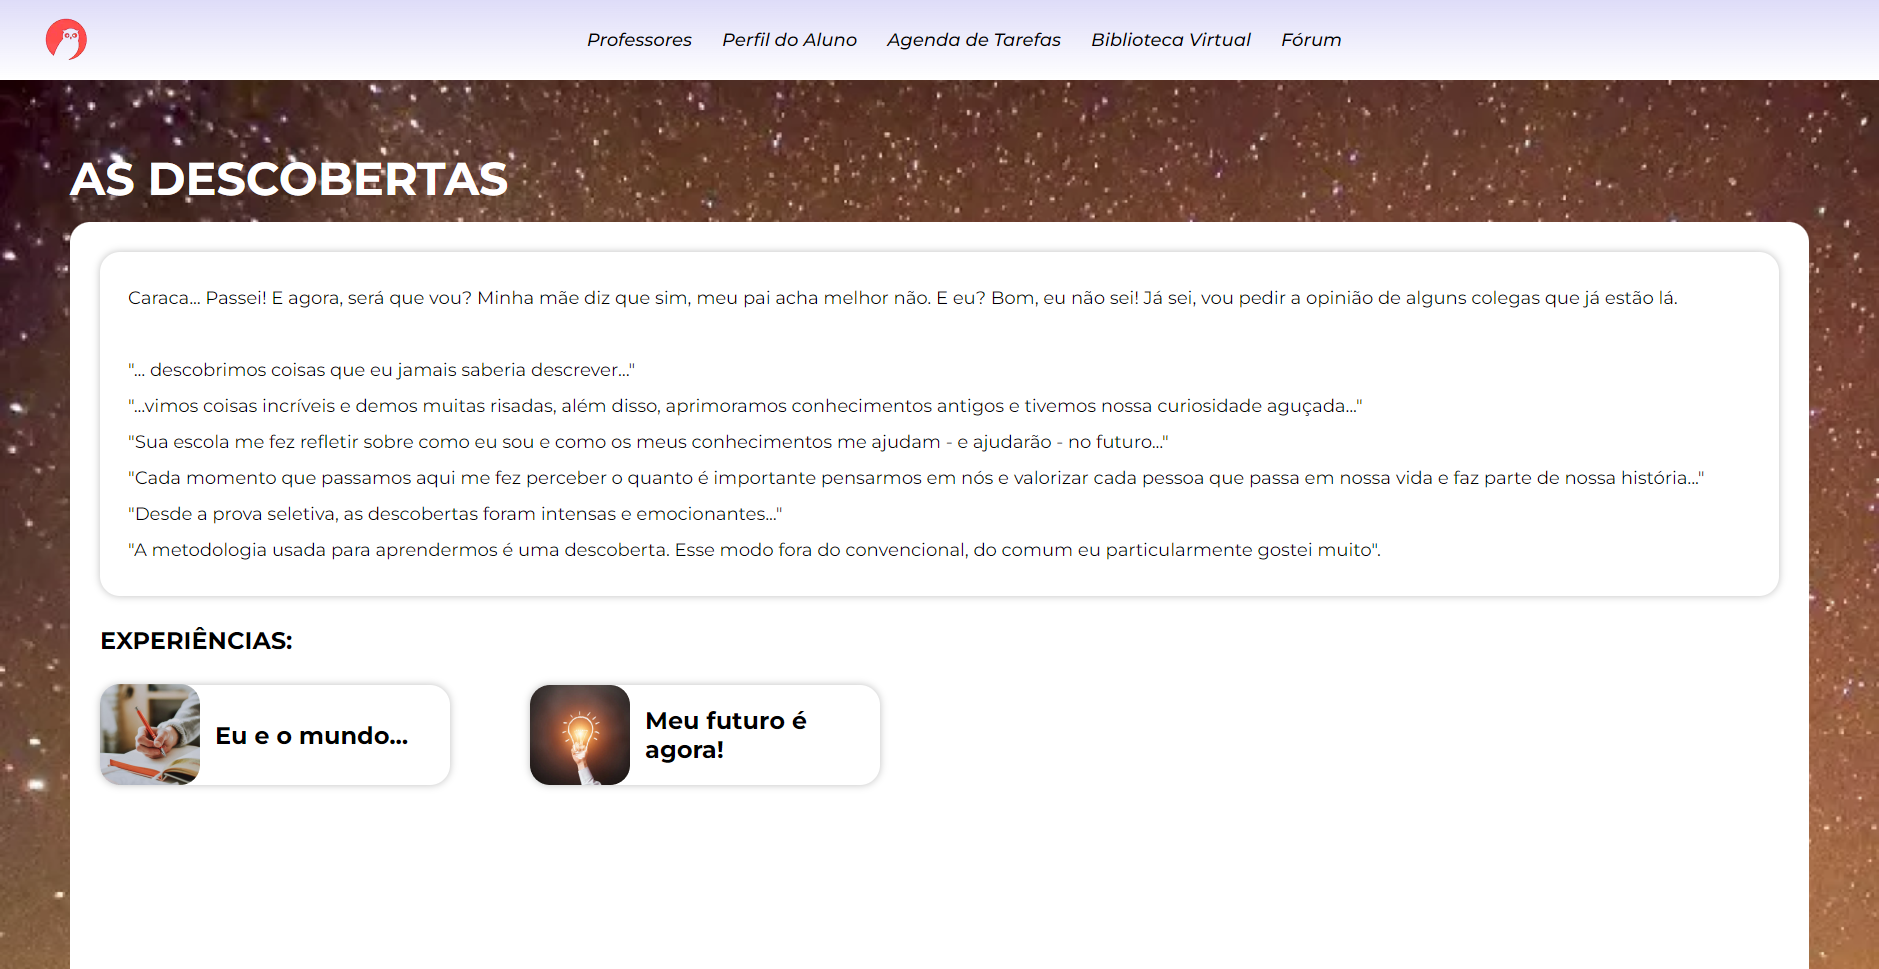 Professores Perfil do Aluno Agenda de Tarefas Biblioteca Virtual Fórum
AS DESCOBERTAS
Caraca... Passei! E agora, será que vou? Minha mãe diz que sim, meu pai acha melhor não. E eu? Bom, eu não sei! Já sei, vou pedir a opinião de alguns colegas que já estão lá.
"... descobrimos coisas que eu jamais saberia descrever..."
"...vimos coisas incríveis e demos muitas risadas, além disso, aprimoramos conhecimentos antigos e tivemos nossa curiosidade aguçada..."
"Sua escola me fez refletir sobre como eu sou e como os meus conhecimentos me ajudam - e ajudarão - no futuro..."
"Cada momento que passamos aqui me fez perceber o quanto é importante pensarmos em nós e valorizar cada pessoa que passa em nossa vida e faz parte de nossa história..."
"Desde a prova seletiva, as descobertas foram intensas e emocionantes..."
"A metodologia usada para aprendermos é uma descoberta. Esse modo fora do convencional, do comum eu particularmente gostei muito".
EXPERIÊNCIAS:
Eu e o mundo...
Meu futuro é
agora!